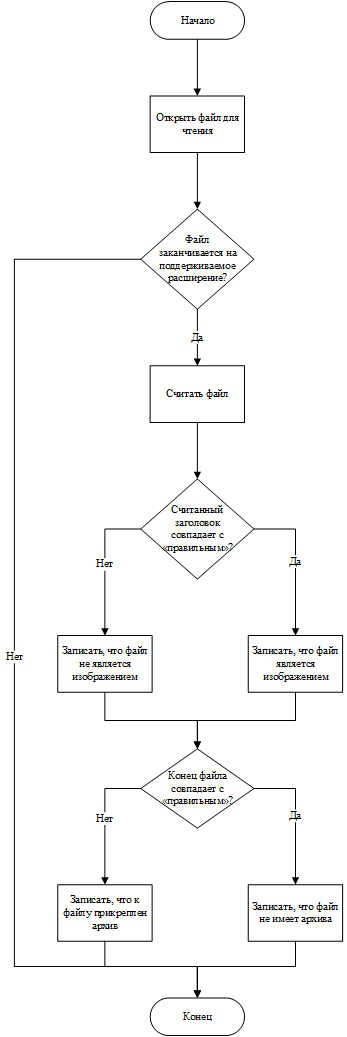 Начало
Открыть файл для
чтения
Файл
заканчивается на
поддерживаемое
расширение?
Да
Считать файл
Считанный
заголовок
совпадает с
«правильным»?
Нет
Да
Записать, что файл
не является
изображением
Записать, что файл
является
изображением
Нет
Конец файла
совпадает с
«правильным»?
Нет
Да
Записать, что к
файлу прикреплен
архив
Записать, что файл
не имеет архива
Конец